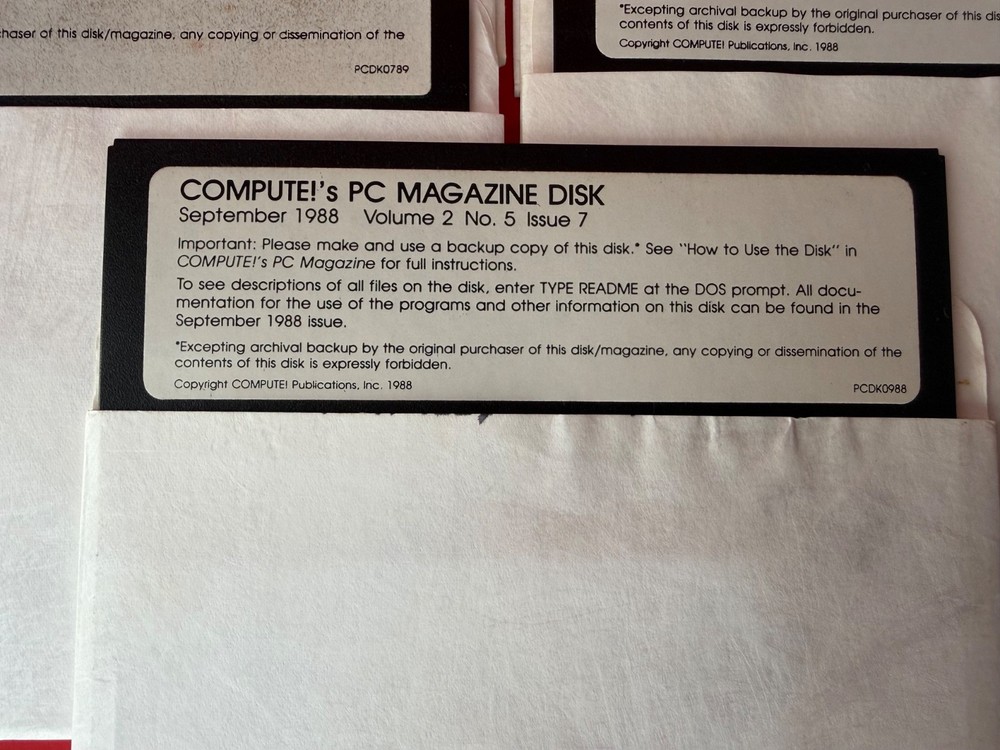 chaser of this disk/magazine, any copying or dissemination of the
PCDK0789
*Excepting archival backup by the original purchaser of this dis
contents of this disk is expressly forbidden.
Copyright COMPUTE! Publications, Inc. 1988
COMPUTE!'s PC MAGAZINE DISK
September 1988 Volume 2 No. 5 Issue 7
Important: Please make and use a backup copy of this disk.* See "How to Use the Disk" in
COMPUTE!'s PC Magazine for full instructions.
To see descriptions of all files on the disk, enter TYPE README at the DOS prompt. All docu-
mentation for the use of the programs and other information on this disk can be found in the
September 1988 issue.
*Excepting archival backup by the original purchaser of this disk/magazine, any copying or dissemination of the
contents of this disk is expressly forbidden.
Copyright COMPUTE! Publications, Inc. 1988
PCDK0988